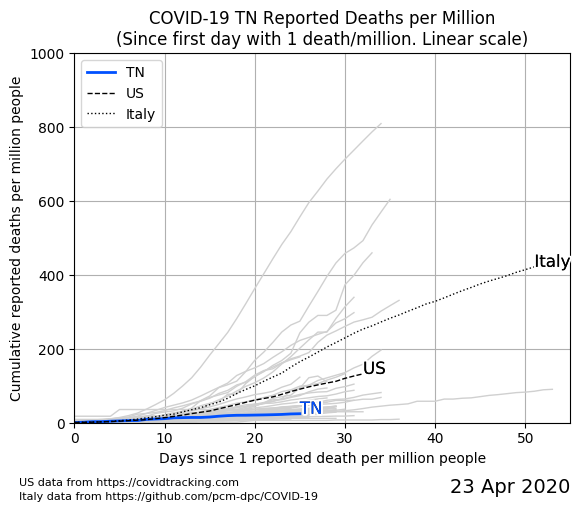 COVID-19 TN Reported Deaths per Million
(Since first day with 1 death/million. Linear scale)
Cumulative reported deaths per million people
1000
800
600
400
200
0
TN
US
Italy
Italy
US
TN
0
10
20
30
40
50
Days since 1 reported death per million people
US data from https://covidtracking.com
Italy data from https://github.com/pcm-dpc/COVID-19
23 Apr 2020